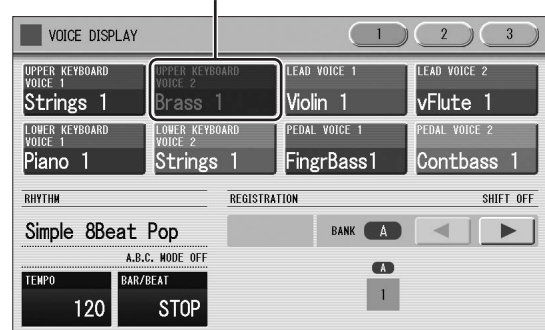 VOICE DISPLAY
1 2 3
UPPER KEYBOARD VOICE 1
Strings 1
UPPER KEYBOARD VOICE 2
Brass 1
LEAD VOICE 1
Violin 1
LEAD VOICE 2
vFlute 1
LOWER KEYBOARD VOICE 1
Piano 1
LOWER KEYBOARD VOICE 2
Strings 1
PEDAL VOICE 1
FingrBass1
PEDAL VOICE 2
Contbass 1
RHYTHM
Simple 8Beat Pop
A.B.C. MODE OFF
TEMPO
120
BAR/BEAT
STOP
REGISTRATION
SHIFT OFF
BANK A
A
1